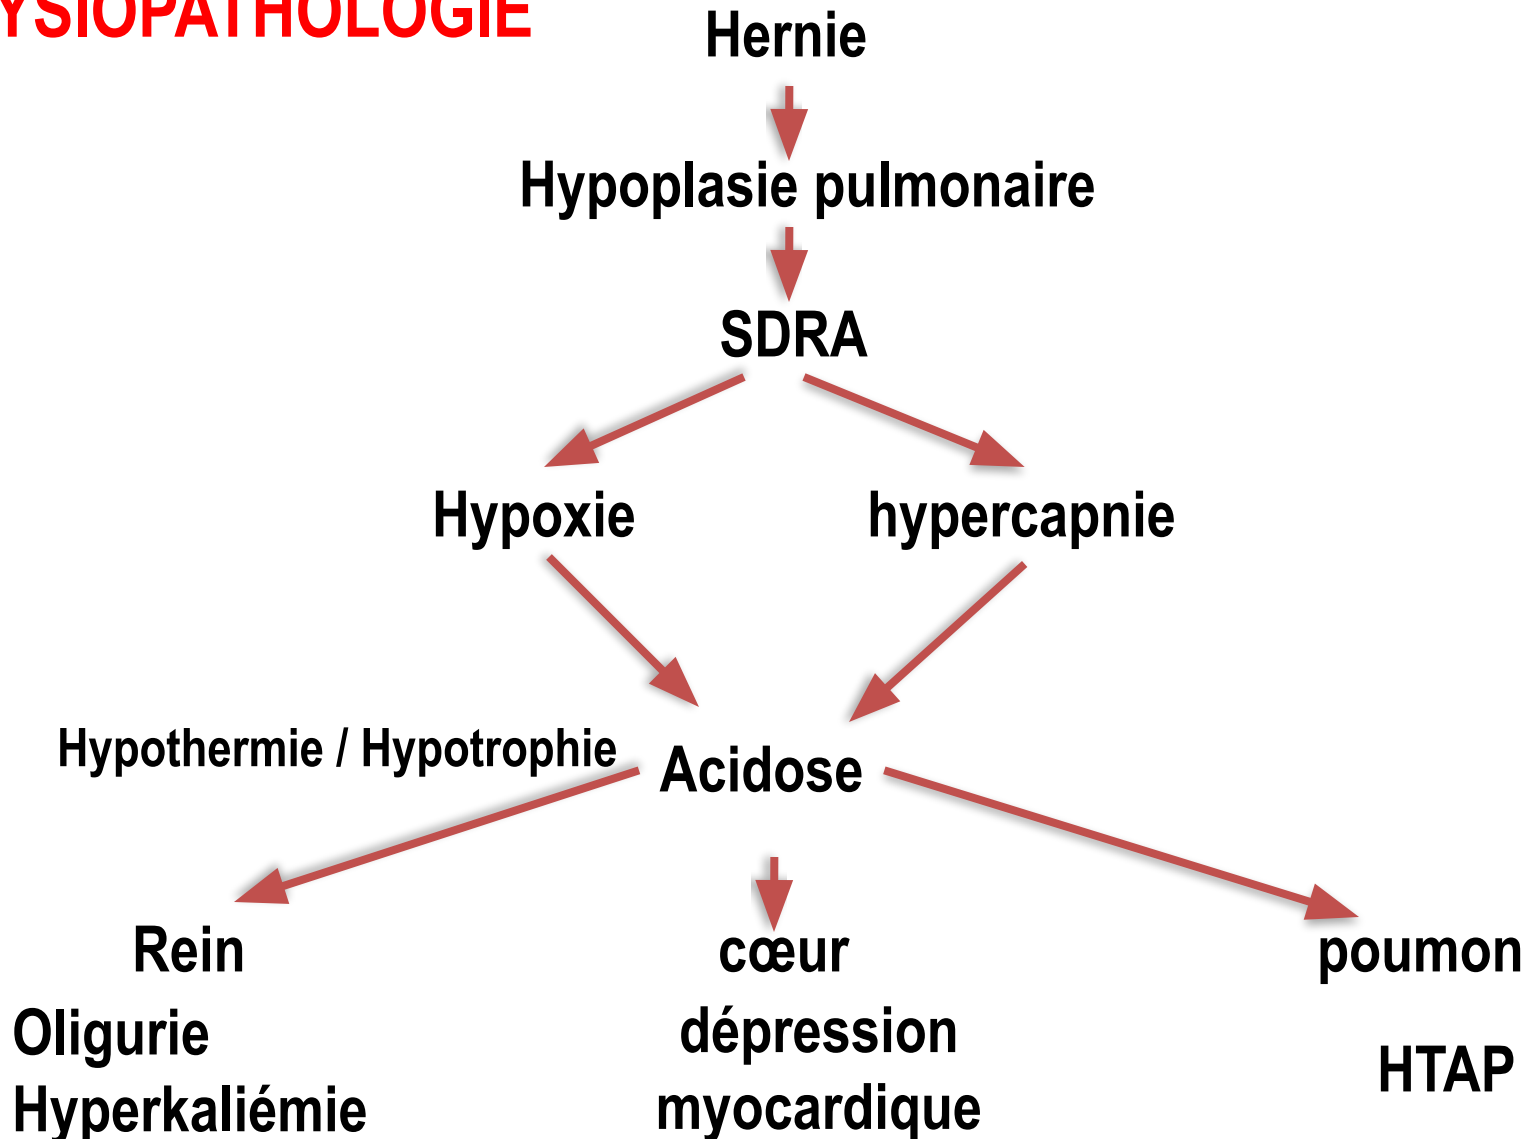 YSIOPATHOLOGIE
Hernie
Hypoplasie pulmonaire
SDRA
Hypoxie
hypercapnie
Hypothermie / Hypotrophie
Acidose
Rein
cœur
poumon
Oligurie
dépression
HTAP
Hyperkaliémie
myocardique